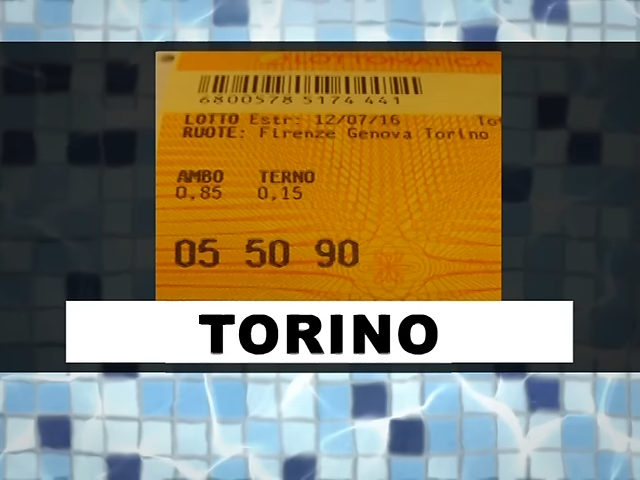 LOTTOMATICA
6800578 5174 441
LOTTO Estr: 12/07/16
RUOTE: Firenze Genova Torino
AMBO TERNO
0,85 0,15
05 50 90
TORINO